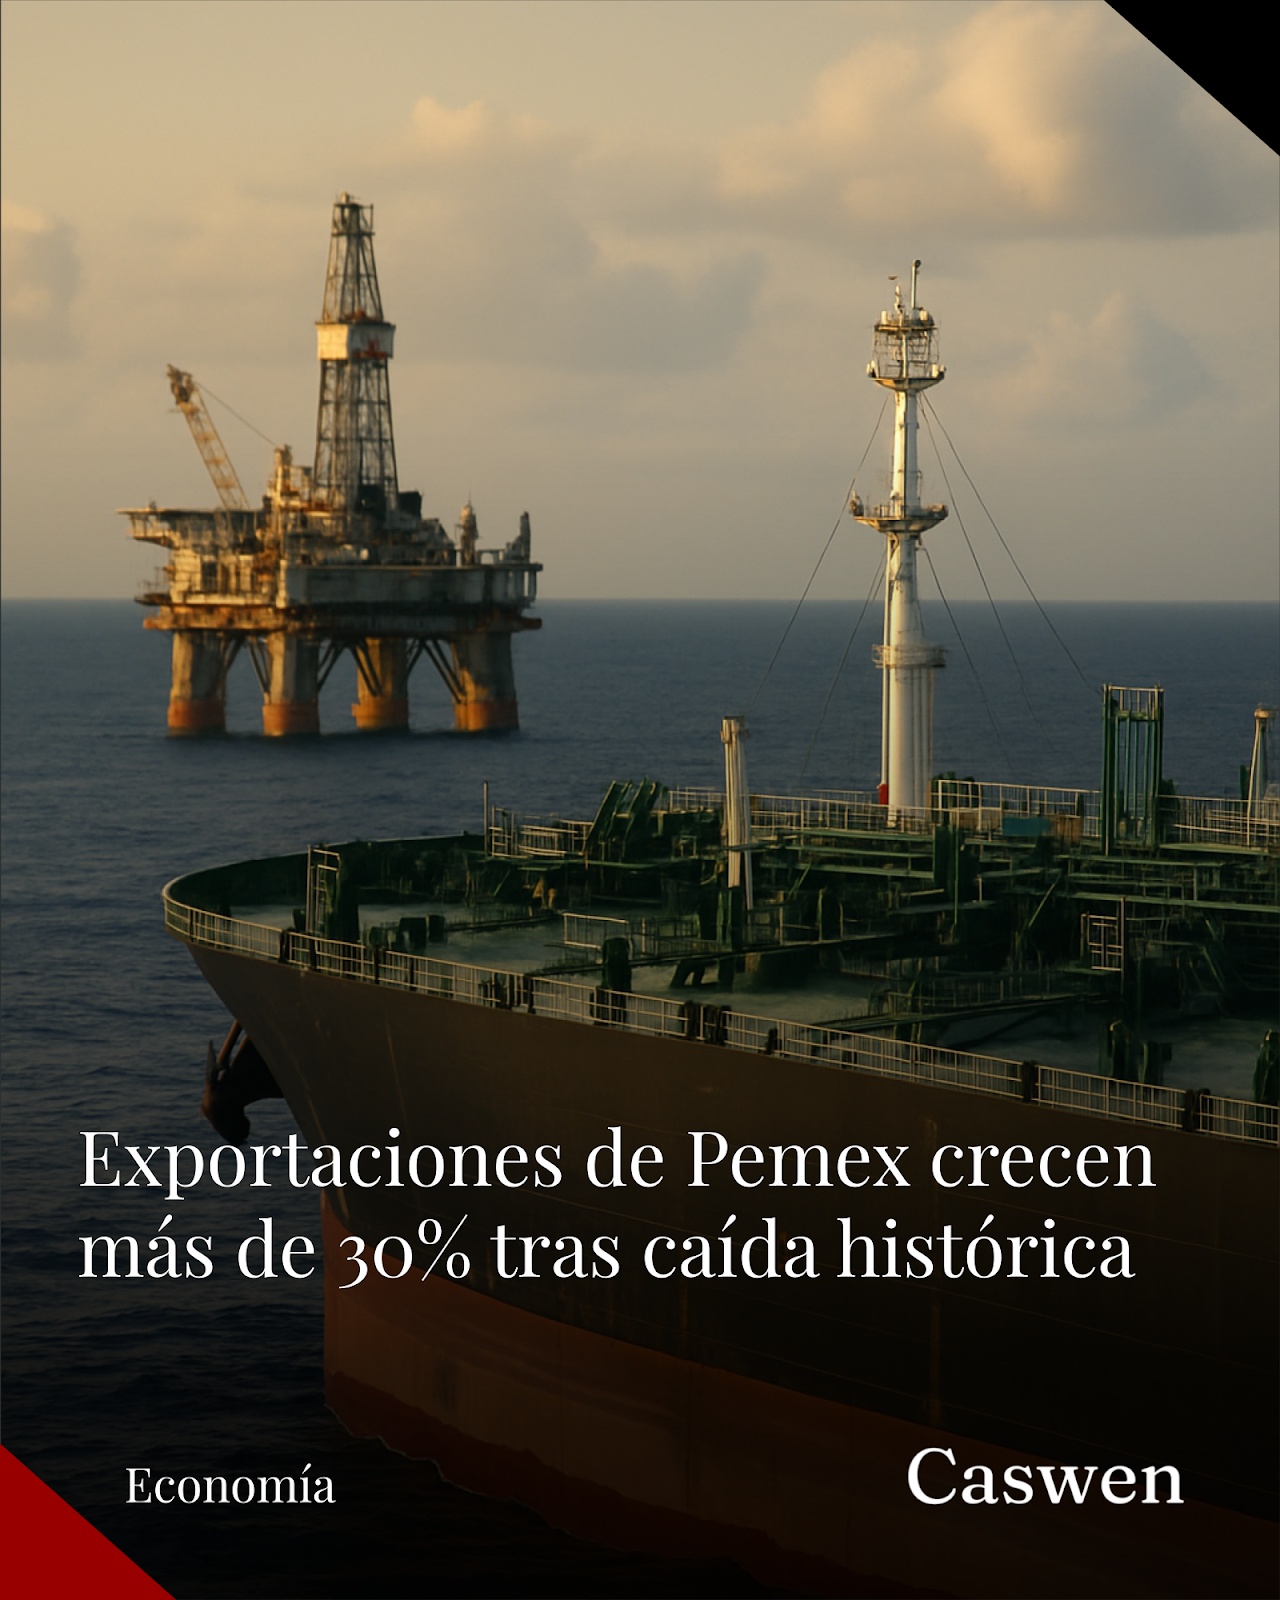 Exportaciones de Pemex crecen
más de 30% tras caída histórica
Economía
Caswen